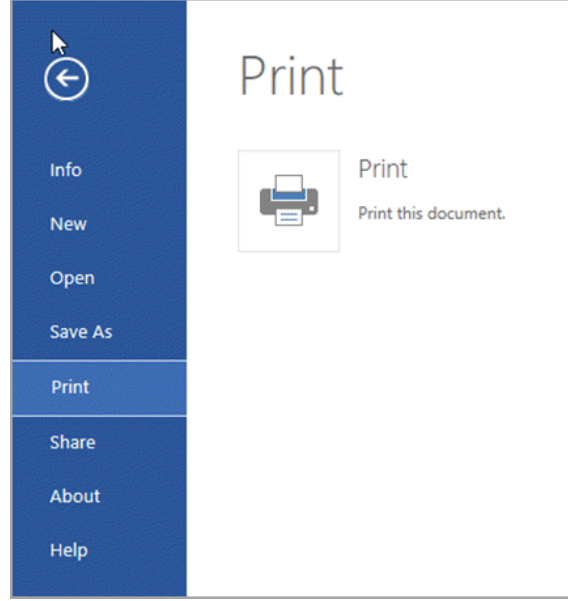 Print
Info
New
Open
Save As
Print
Share
About
Help
Print
Print this document.